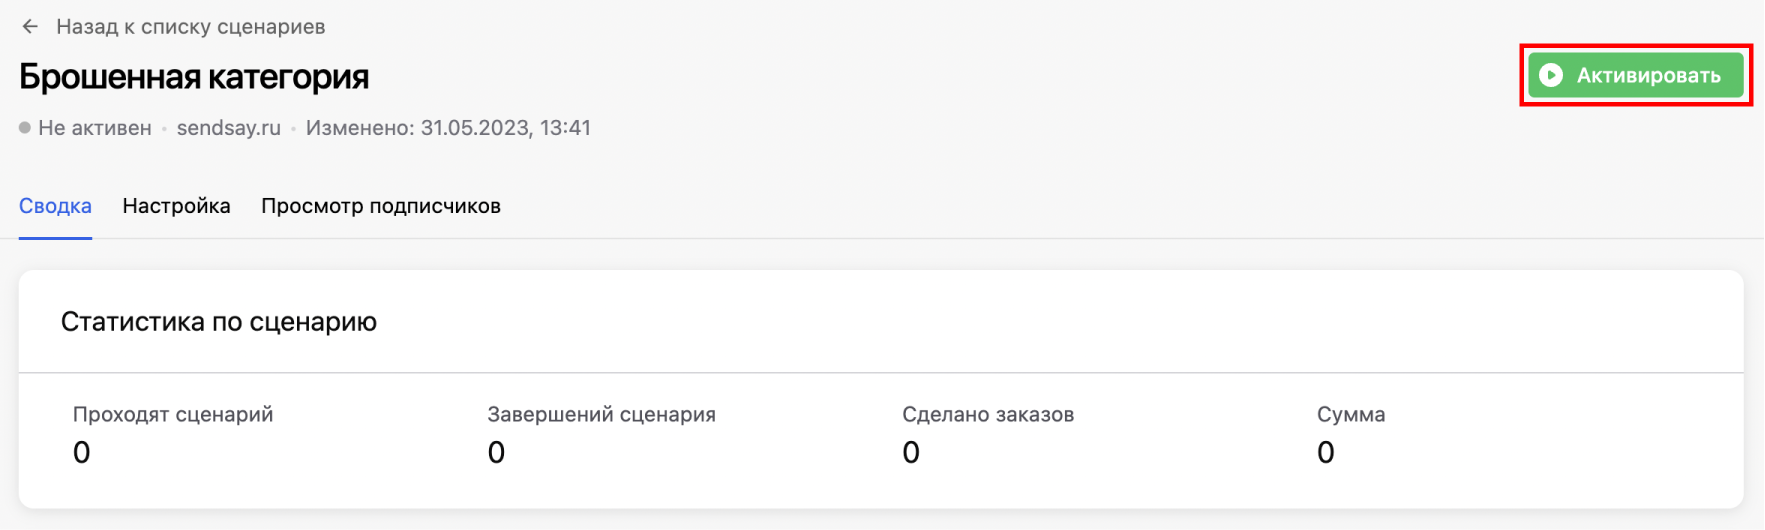 ← Назад к списку сценариев
Брошенная категория
Активировать
Не активен • sendsay.ru • Изменено: 31.05.2023, 13:41
Сводка Настройка Просмотр подписчиков
Статистика по сценарию
Проходят сценарий Завершений сценария Сделано заказов Сумма
0 0 0 0